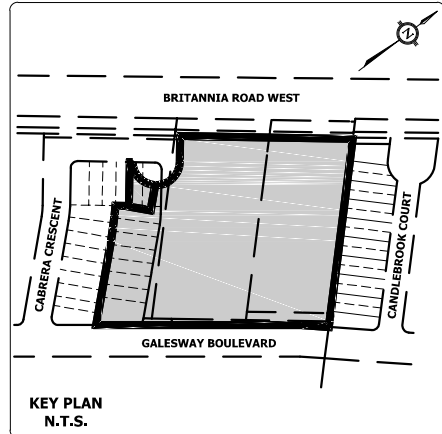 BRITANNIA ROAD WEST
CABRERA CRESCENT
CANDLEBROOK COURT
GALESWAY BOULEVARD
KEY PLAN
N.T.S.